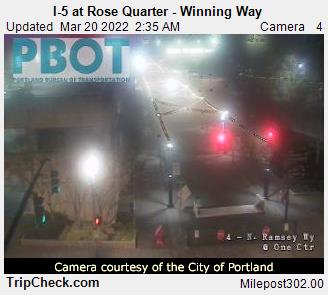 I-5 at Rose Quarter - Winning Way
Updated Mar 20 2022 2:35 AM Camera 4
PBOT
PORTLAND BUREAU OF TRANSPORTATION
4 - N. Ramsey Wy
@ One Ctr
Camera courtesy of the City of Portland
TripCheck.com Milepost302.00